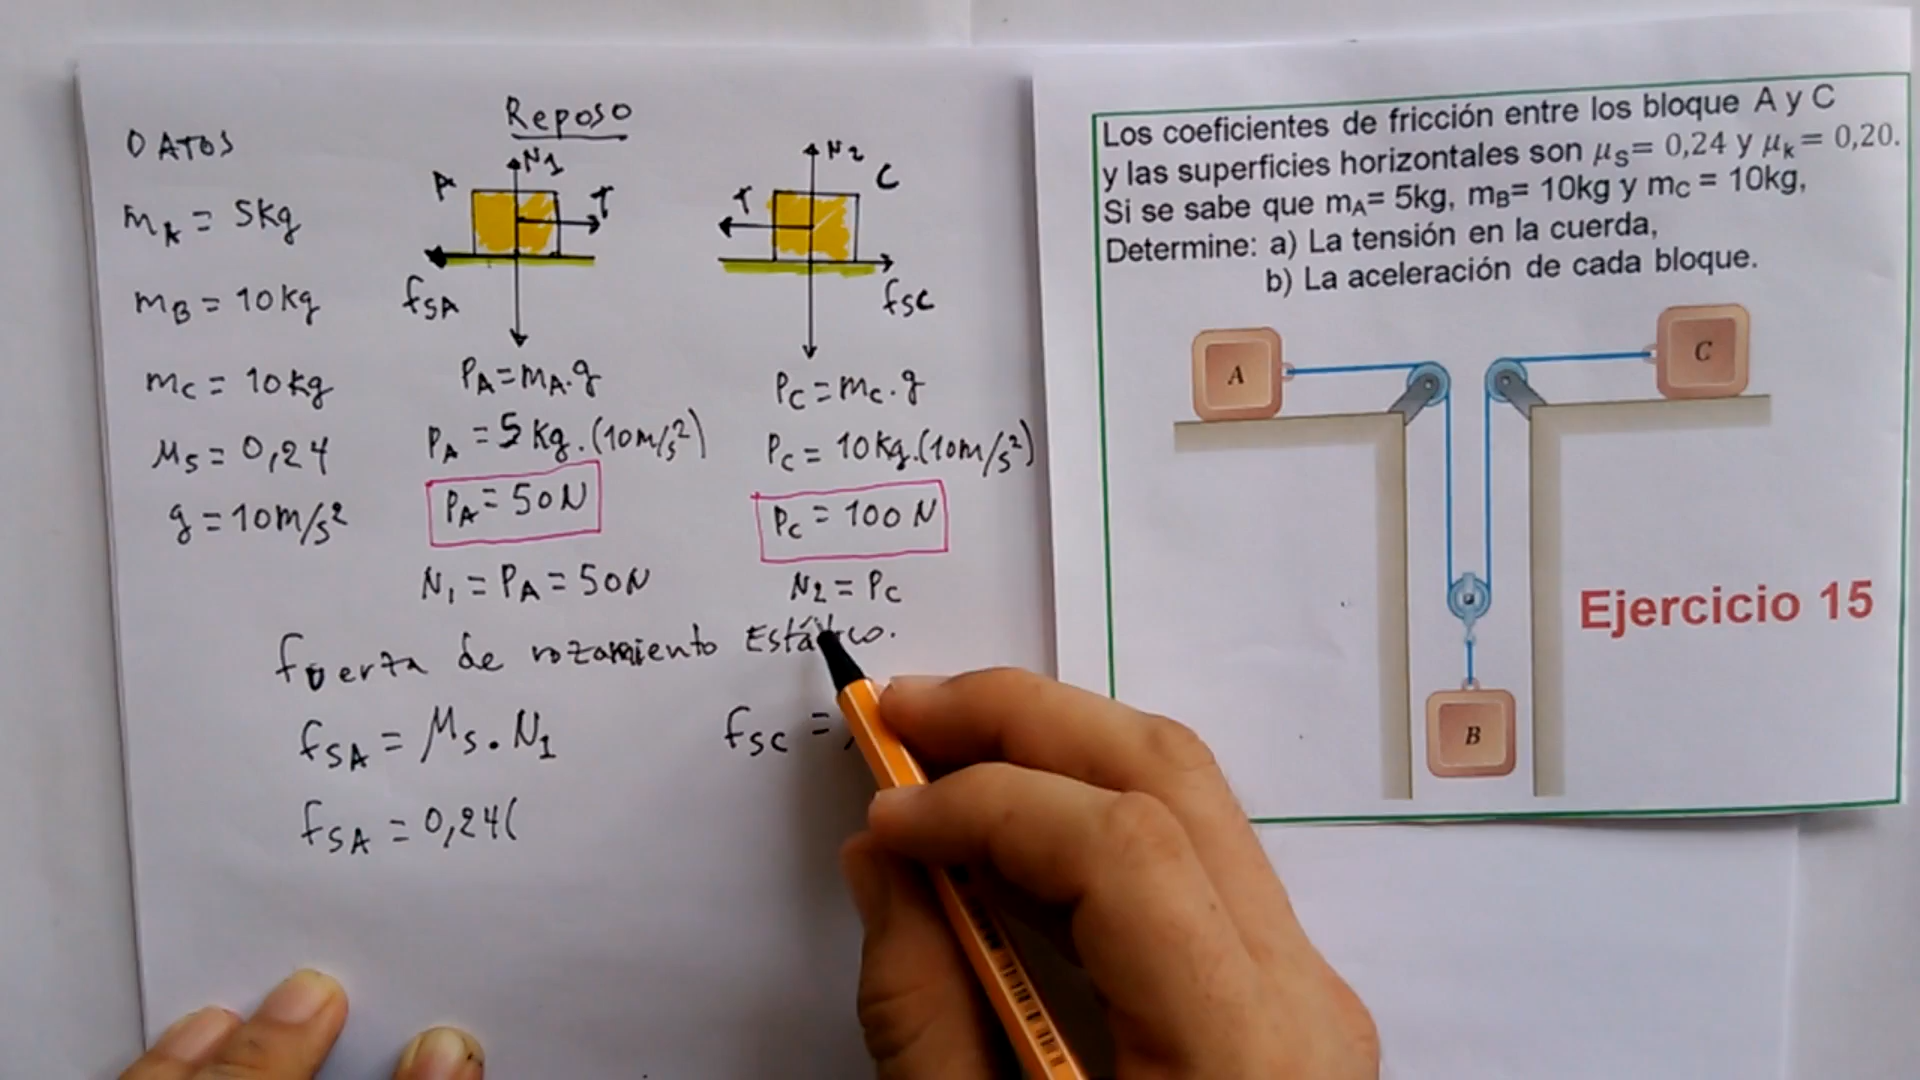 DATOS
mA = 5kg
mB = 10kg
mC = 10kg
μs = 0,24
g = 10m/s²
Reposo
A N1 T
fSA
N2 C T
fSC
PA = mA.g
PA = 5kg.(10m/s²)
PA = 50N
N1 = PA = 50N
PC = mC.g
PC = 10kg.(10m/s²)
PC = 100N
N2 = PC
fuerza de rozamiento Estático.
fSA = μs.N1
fSA = 0,24(
fSC =
Los coeficientes de fricción entre los bloque A y C
y las superficies horizontales son μS= 0,24 y μk= 0,20.
Si se sabe que mA= 5kg, mB= 10kg y mC = 10kg,
Determine: a) La tensión en la cuerda,
b) La aceleración de cada bloque.
A
C
B
Ejercicio 15